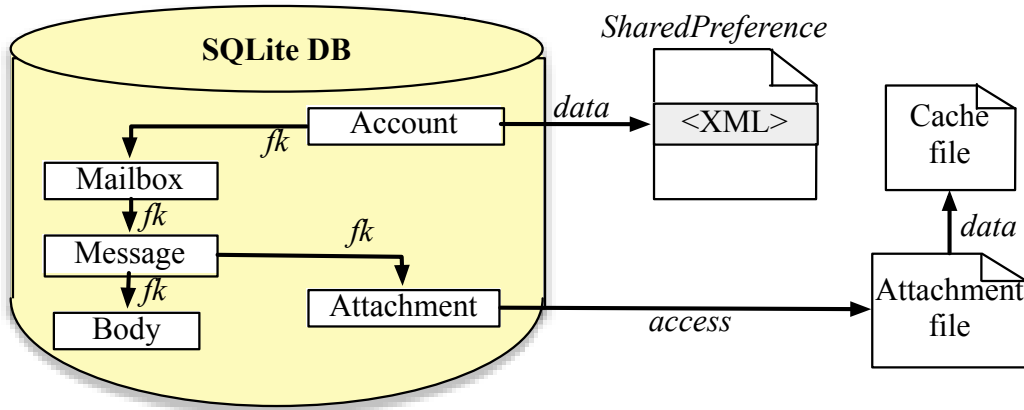 SharedPreference
SQLite DB
Account
data
<XML>
Cache
file
fk
Mailbox
fk
Message
fk
data
fk
Body
Attachment
access
Attachment
file